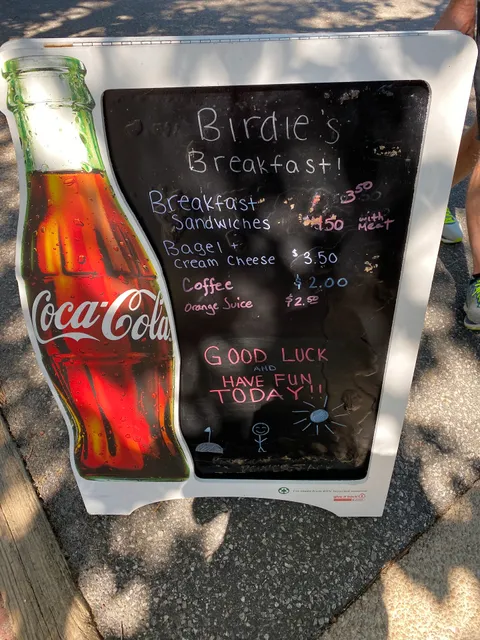 Birdie's
Breakfast!
Breakfast 3.50
Sandwiches .50 with Meat
Bagel +
Cream Cheese $3.50
Coffee $2.00
Orange Juice $2.50
GOOD LUCK
AND
HAVE FUN
TODAY!!
Coca-Cola